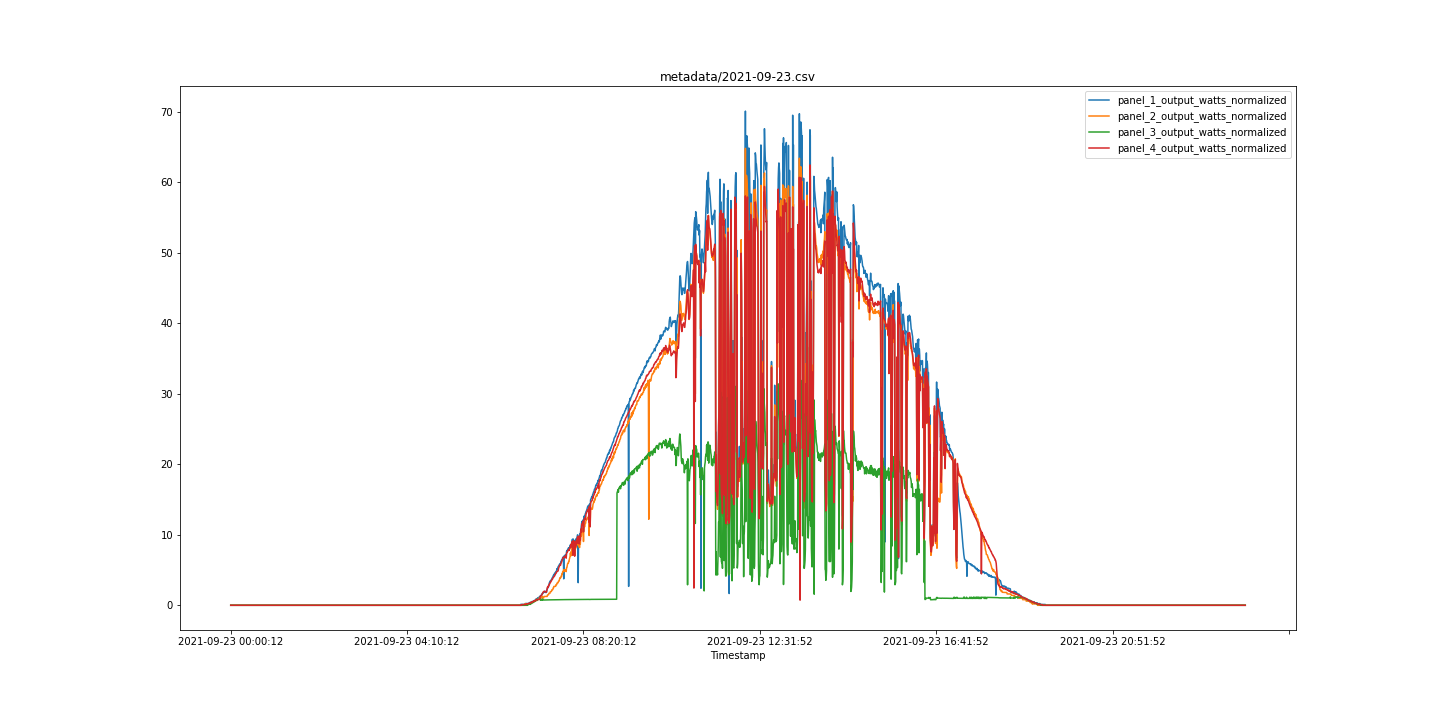 metadata/2021-09-23.csv
panel_1_output_watts_normalized
panel_2_output_watts_normalized
panel_3_output_watts_normalized
panel_4_output_watts_normalized
70
60
50
40
30
20
10
0
2021-09-23 00:00:12 2021-09-23 04:10:12 2021-09-23 08:20:12 2021-09-23 12:31:52 2021-09-23 16:41:52 2021-09-23 20:51:52
Timestamp